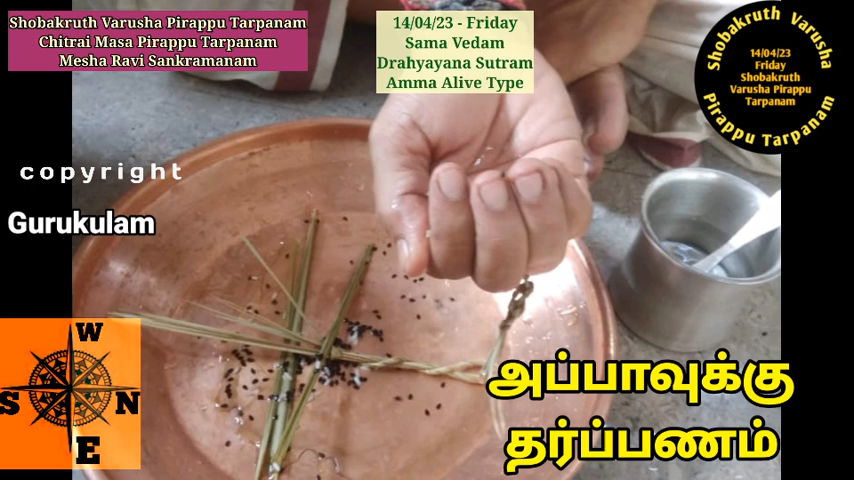 Shobakruth Varusha Pirappu Tarpanam
Chitrai Masa Pirappu Tarpanam
Mesha Ravi Sankramanam
14/04/23 - Friday
Sama Vedam
Drahyayana Sutram
Amma Alive Type
Shobakruth Varusha
14/04/23
Friday
Shobakruth
Varusha Pirappu
Tarpanam
Pirappu Tarpanam
copyright
Gurukulam
W
S N
E
அப்பாவுக்கு
தர்ப்பணம்